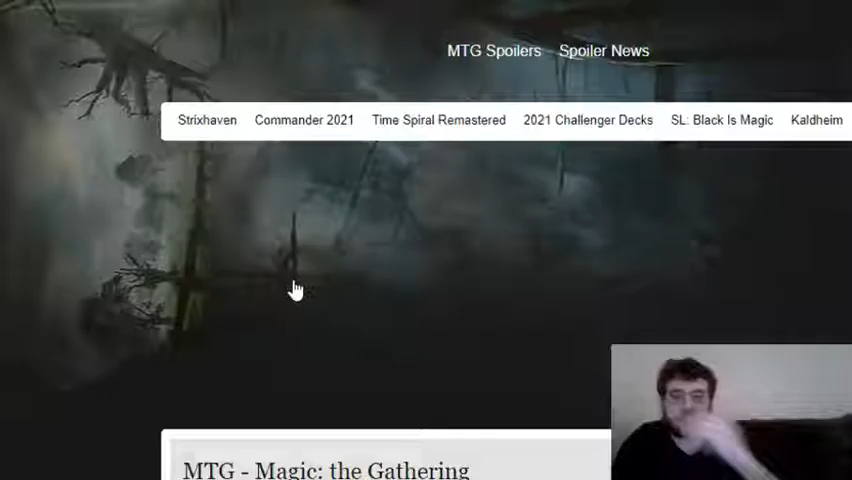 MTG Spoilers Spoiler News
Strixhaven Commander 2021 Time Spiral Remastered 2021 Challenger Decks SL: Black Is Magic Kaldheim
MTG - Magic: the Gathering